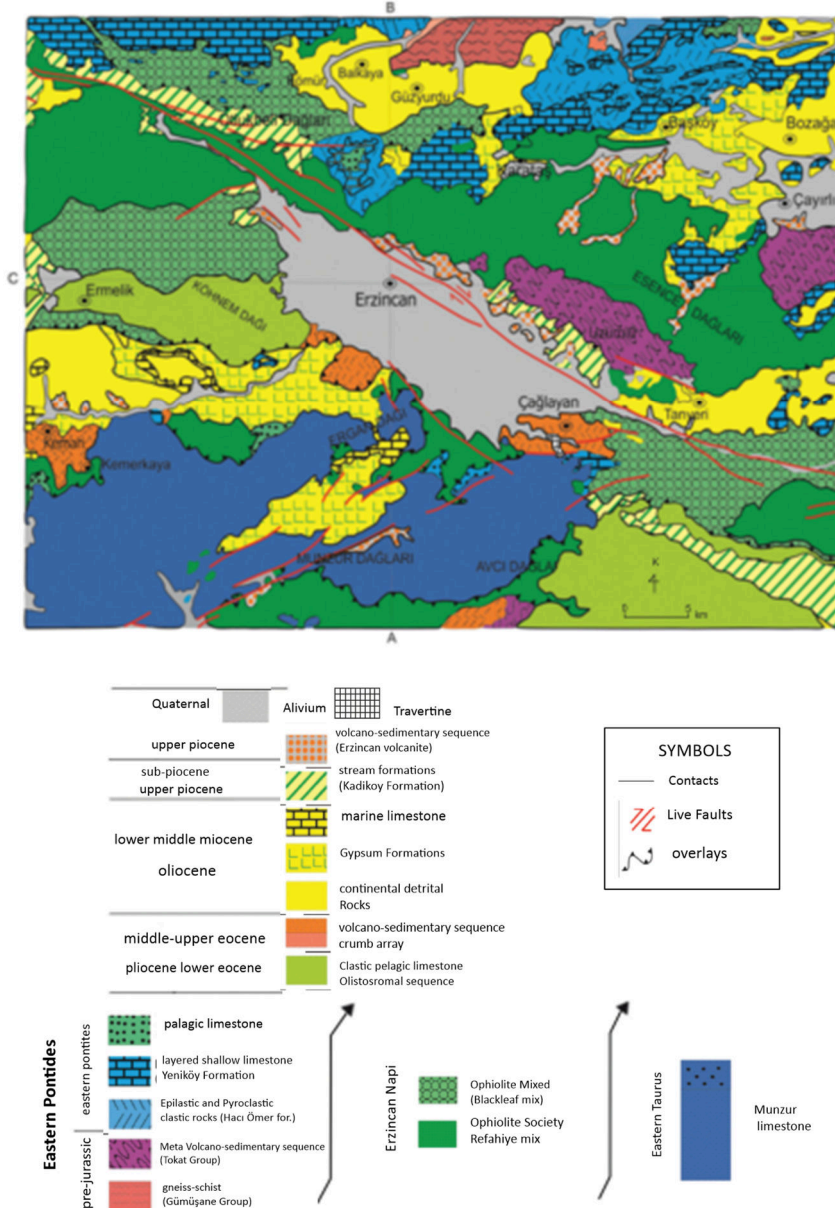 B
Balkaya
Güzyurdu
Başköy
Bozağa
Çayırlı
C
Ermelik
KÖHNEM DAĞI
Erzincan
ESENCE DAĞLARI
Çağlayan
Tanyeri
ERGAN DAĞI
Kemah
Kemerkaya
MUNZUR DAĞLARI
AVCI DAĞLA
K
0 5
km
A
Quaternal
Alivium
Travertine
upper piocene
volcano-sedimentary sequence
(Erzincan volcanite)
sub-piocene
upper piocene
stream formations
(Kadikoy Formation)
lower middle miocene
oliocene
marine limestone
Gypsum Formations
continental detrital
Rocks
middle-upper eocene
volcano-sedimentary sequence
crumb array
pliocene lower eocene
Clastic pelagic limestone
Olistosromal sequence
SYMBOLS
Contacts
Live Faults
overlays
Eastern Pontides
eastern pontites
palagic limestone
layered shallow limestone
Yeniköy Formation
Epilastic and Pyroclastic
clastic rocks (Hacı Ömer for.)
pre-jurassic
Meta Volcano-sedimentary sequence
(Tokat Group)
gneiss-schist
(Gümüşane Group)
Erzincan Napi
Ophiolite Mixed
(Blackleaf mix)
Ophiolite Society
Refahiye mix
Eastern Taurus
Munzur
limestone